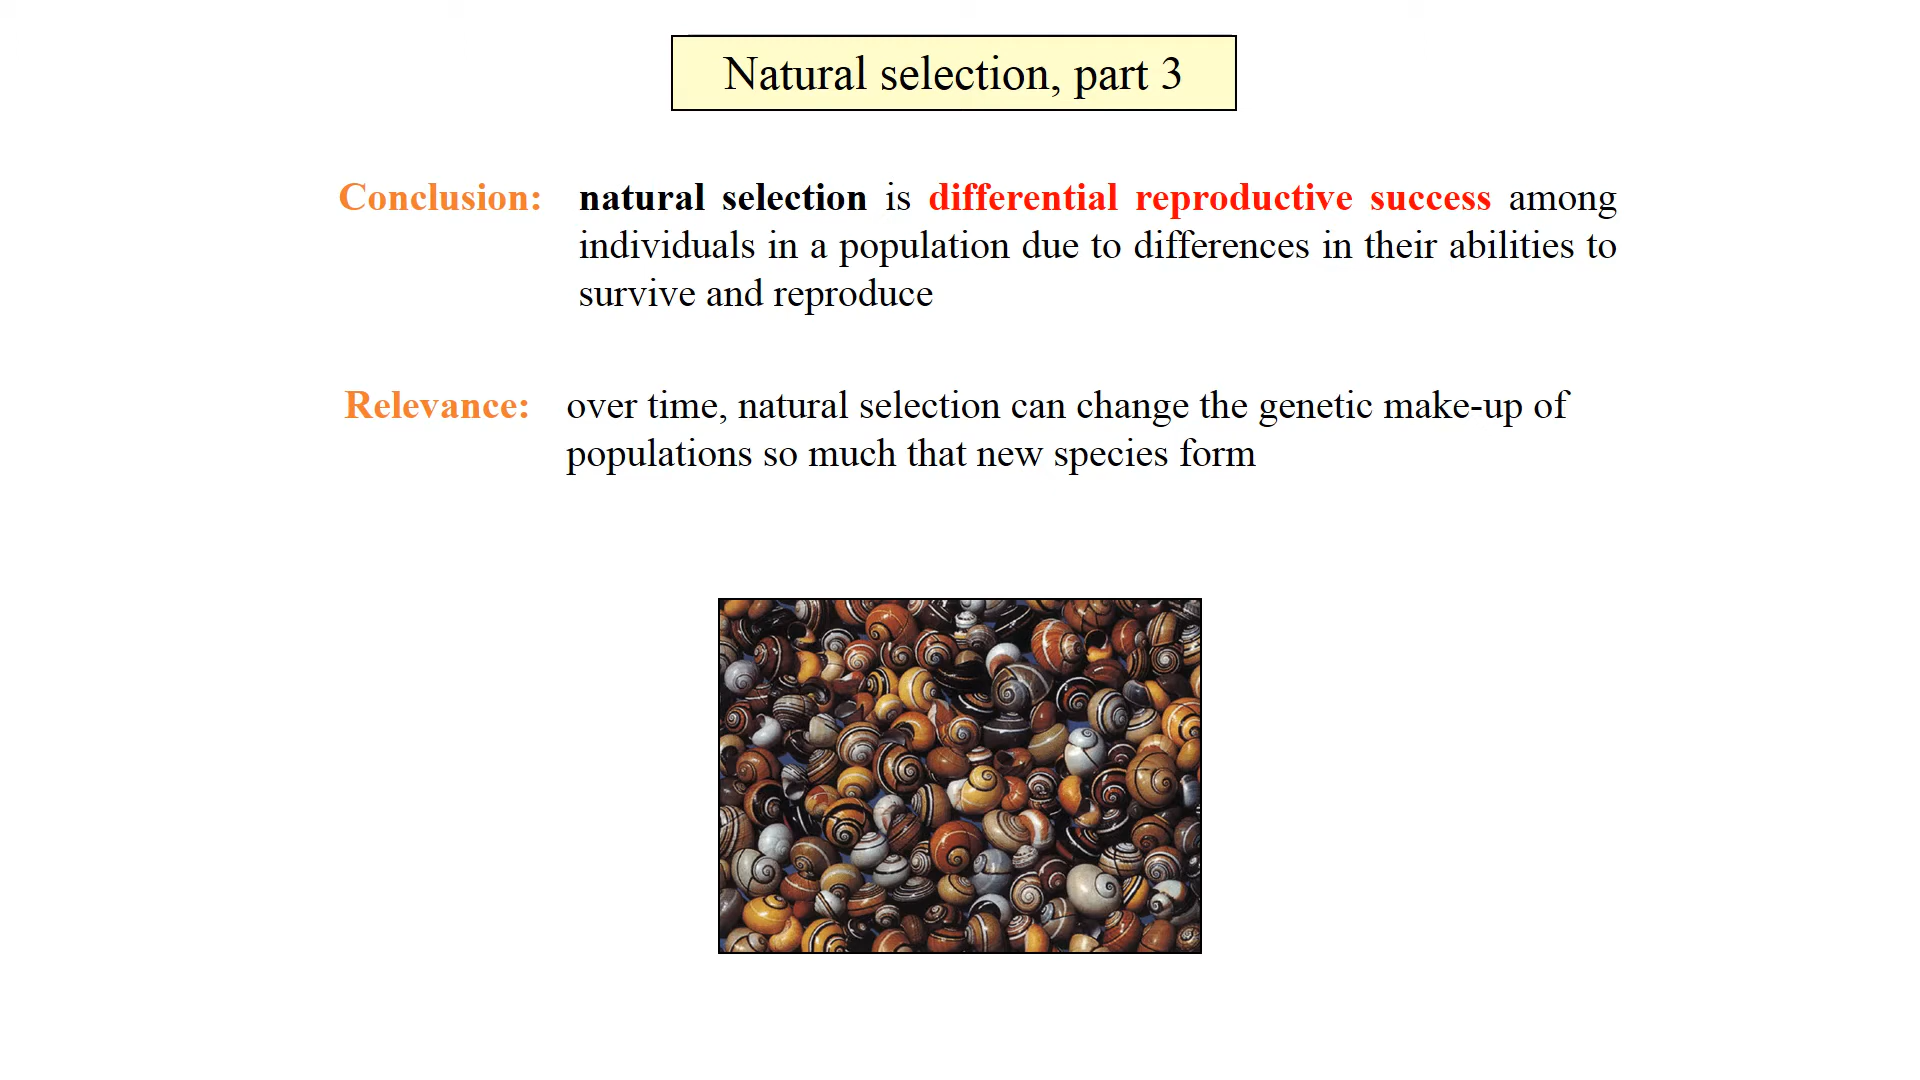 Natural selection, part 3
Conclusion: natural selection is differential reproductive success among
individuals in a population due to differences in their abilities to
survive and reproduce
Relevance: over time, natural selection can change the genetic make-up of
populations so much that new species form